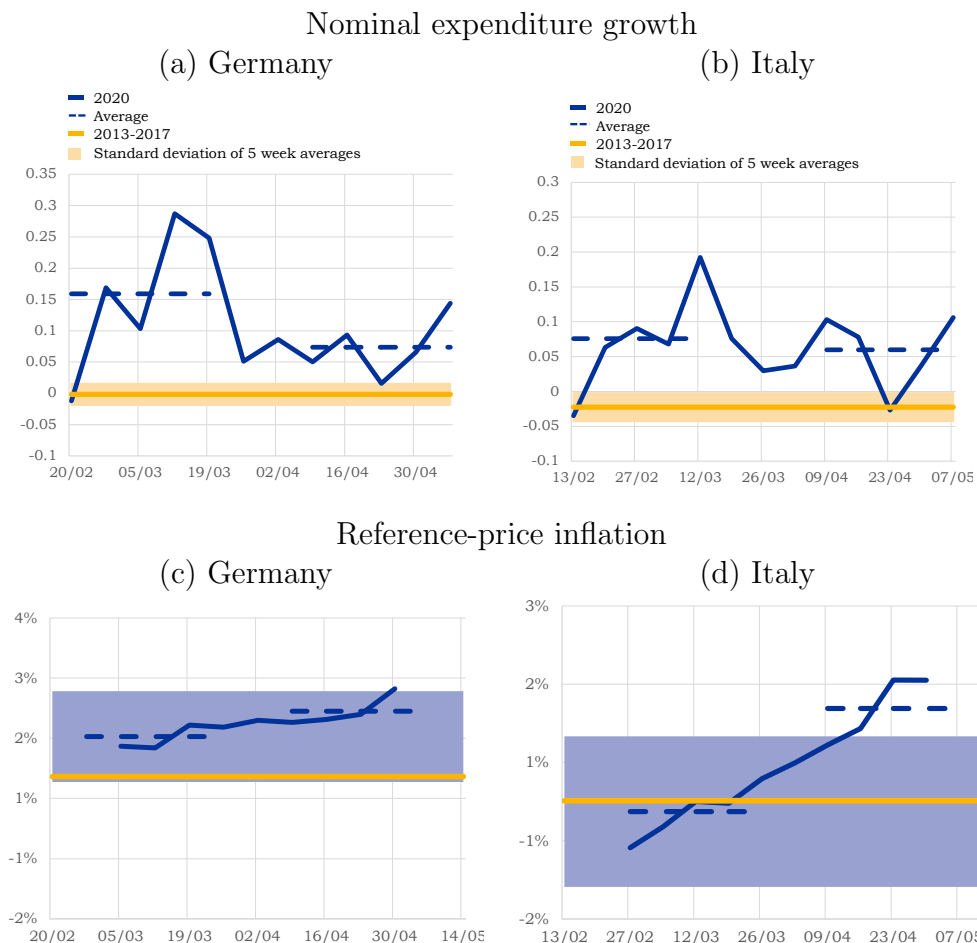 Nominal expenditure growth
(a) Germany
2020
Average
2013-2017
Standard deviation of 5 week averages
0.35
0.3
0.25
0.2
0.15
0.1
0.05
0
-0.05
-0.1
20/02 05/03 19/03 02/04 16/04 30/04
(b) Italy
2020
Average
2013-2017
Standard deviation of 5 week averages
0.3
0.25
0.2
0.15
0.1
0.05
0
-0.05
-0.1
13/02 27/02 12/03 26/03 09/04 23/04 07/05
Reference-price inflation
(c) Germany
4%
3%
2%
1%
-1%
-2%
20/02 05/03 19/03 02/04 16/04 30/04 14/05
(d) Italy
3%
2%
1%
-1%
-2%
13/02 27/02 12/03 26/03 09/04 23/04 07/05